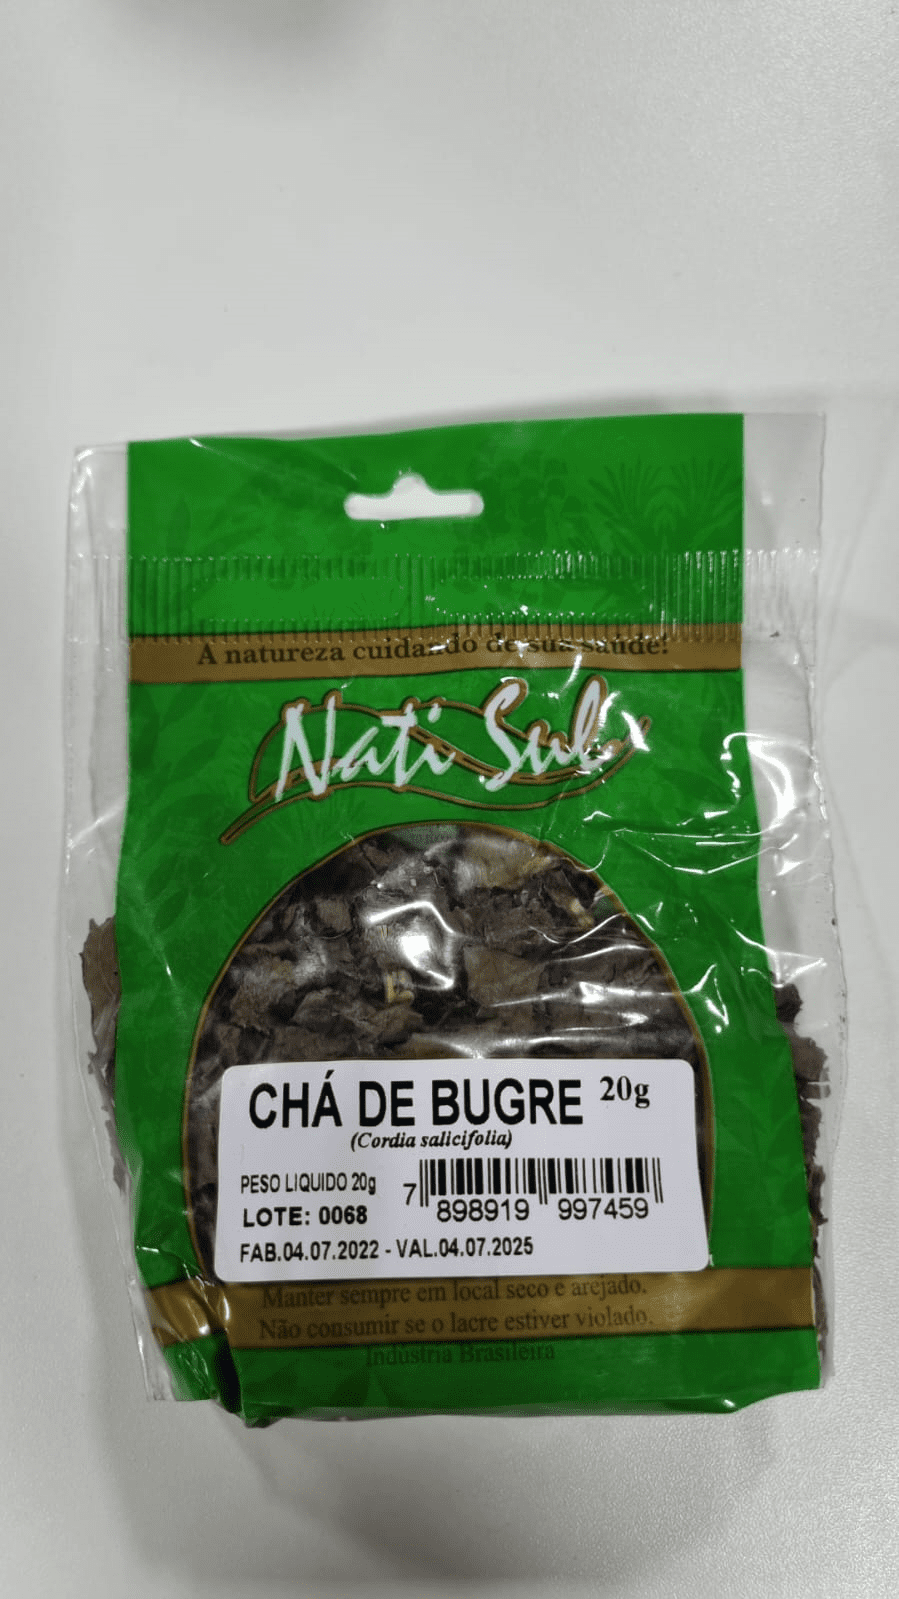 A natureza cuidando de sua saúde!
Nati Sul
CHÁ DE BUGRE 20g
(Cordia salicifolia)
PESO LIQUIDO 20g
LOTE: 0068
7 898919 997459
FAB.04.07.2022 - VAL.04.07.2025
Manter sempre em local seco e arejado.
Não consumir se o lacre estiver violado.
Indústria Brasileira